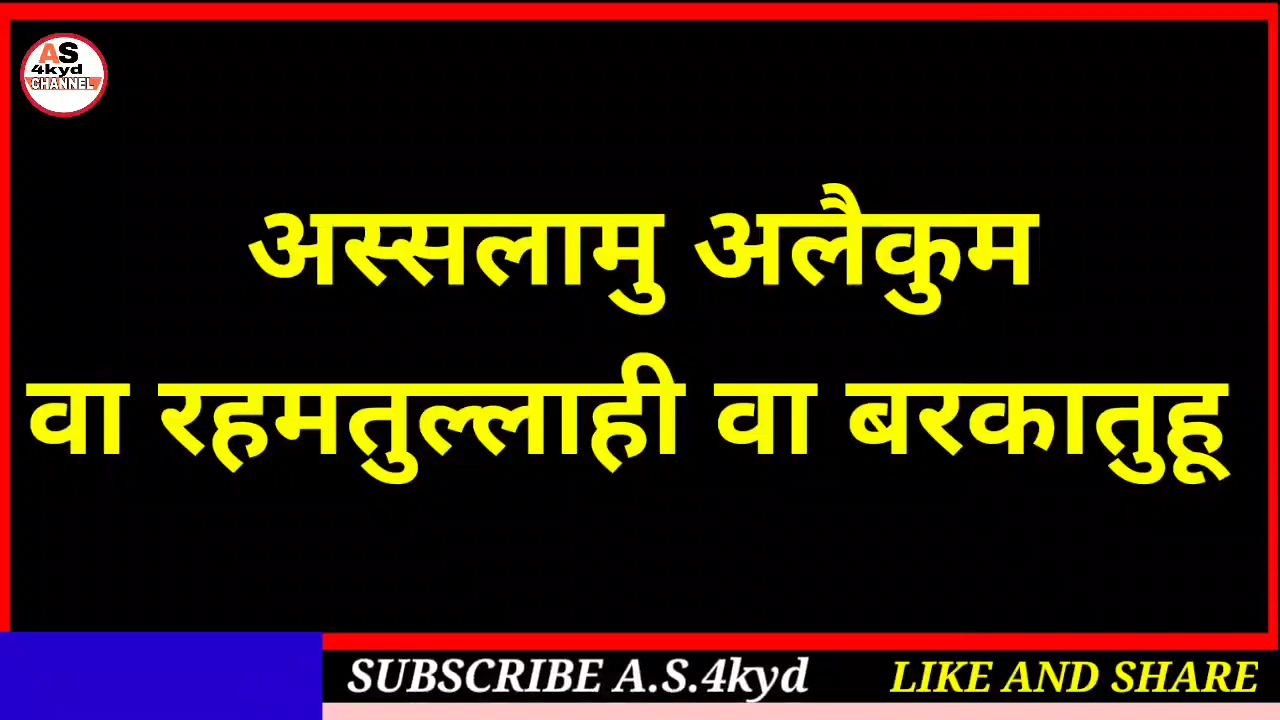 AS
4kyd
CHANNEL
अस्सलामु अलैकुम
वा रहमतुल्लाही वा बरकातुहू
SUBSCRIBE A.S.4kyd
LIKE AND SHARE